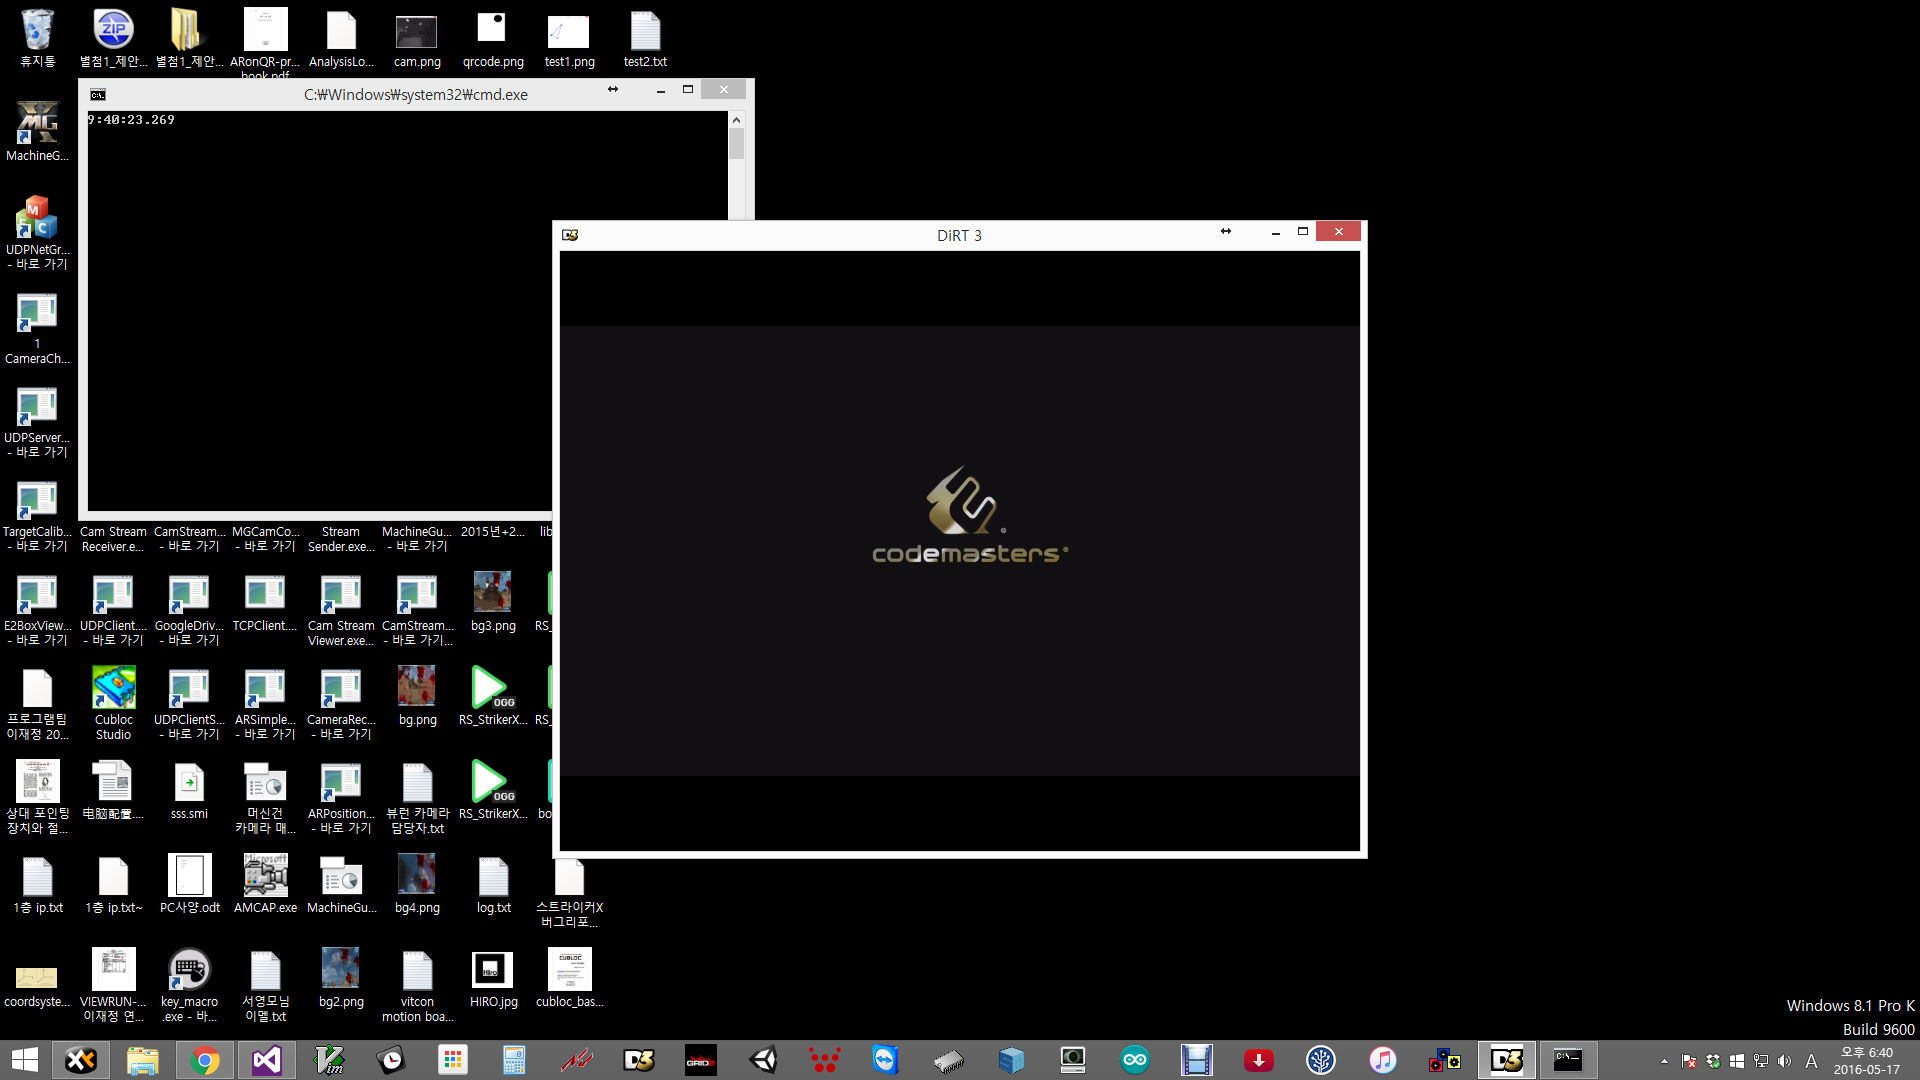 휴지통
별첨1_제안...
별첨1_제안...
ARonQR-pr...
book.pdf
AnalysisLo...
cam.png
qrcode.png
test1.png
test2.txt
C:₩Windows₩system32₩cmd.exe
9:40:23.269
MachineG...
UDPNetGr...
- 바로 가기
1
CameraCh...
UDPServer...
- 바로 가기
DiRT 3
codemasters
TargetCalib...
- 바로 가기
Cam Stream
Receiver.e...
CamStream...
- 바로 가기
MGCamCo...
- 바로 가기
Stream
Sender.exe...
MachineGu...
- 바로 가기
2015년+2...
lib
E2BoxView...
- 바로 가기
UDPClient....
- 바로 가기
GoogleDriv...
- 바로 가기
TCPClient....
Cam Stream
Viewer.exe...
CamStream...
- 바로 가기...
bg3.png
RS_
프로그램팀
이재정 20...
Cubloc
Studio
UDPClientS...
- 바로 가기
ARSimple...
- 바로 가기
CameraRec...
- 바로 가기
bg.png
OGG
RS_StrikerX...
RS_
상대 포인팅
장치와 절...
电脑配置....
sss.smi
머신건
카메라 매...
ARPosition...
- 바로 가기
뷰런 카메라
담당자.txt
OGG
RS_StrikerX...
bo
1층 ip.txt
1층 ip.txt~
PC사양.odt
Microsoft
AMCAP.exe
MachineGu...
bg4.png
log.txt
스트라이커X
버그리포...
coordsyste...
VIEWRUN-...
이재정 연...
key_macro
.exe - 바...
서영모님
이멜.txt
bg2.png
vitcon
motion boa...
Hiro
HIRO.jpg
CUBLOC
cubloc_bas...
Windows 8.1 Pro K
Build 9600
A
오후 6:40
2016-05-17